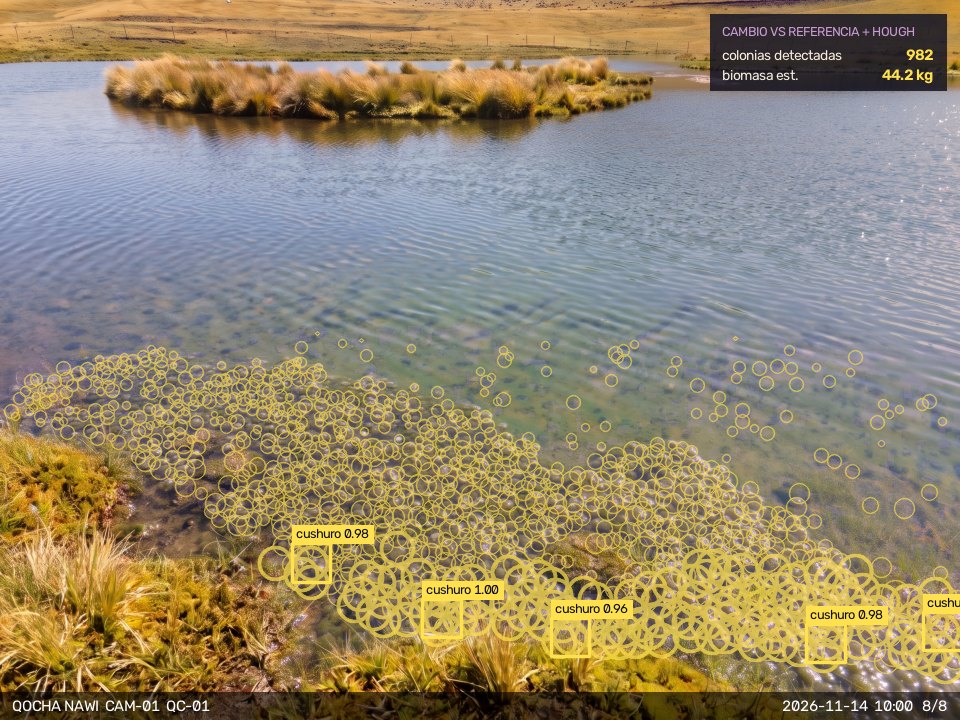 CAMBIO VS REFERENCIA + HOUGH
colonias detectadas 982
biomasa est. 44.2 kg
cushuro 0.98
cushuro 1.00
cushuro 0.96
cushuro 0.98
cushu
QOCHA NAWI CAM-01 QC-01
2026-11-14 10:00 8/8